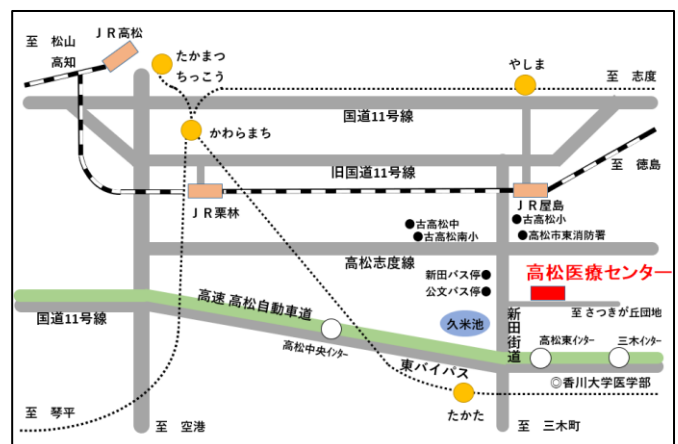 至　松山
高知
ＪＲ高松
たかまつ
ちっこう
やしま
至　志度
国道11号線
かわらまち
旧国道11号線
至　徳島
ＪＲ栗林
ＪＲ屋島
●古高松小
●古高松中
●古高松南小
●高松市東消防署
高松志度線
高松医療センター
新田バス停●
公文バス停●
至 さつきが丘団地
高速 高松自動車道
国道11号線
久米池
新田街道
高松中央インター
高松東インター
三木インター
東バイパス
◎香川大学医学部
たかた
至　琴平
至　空港
至　三木町